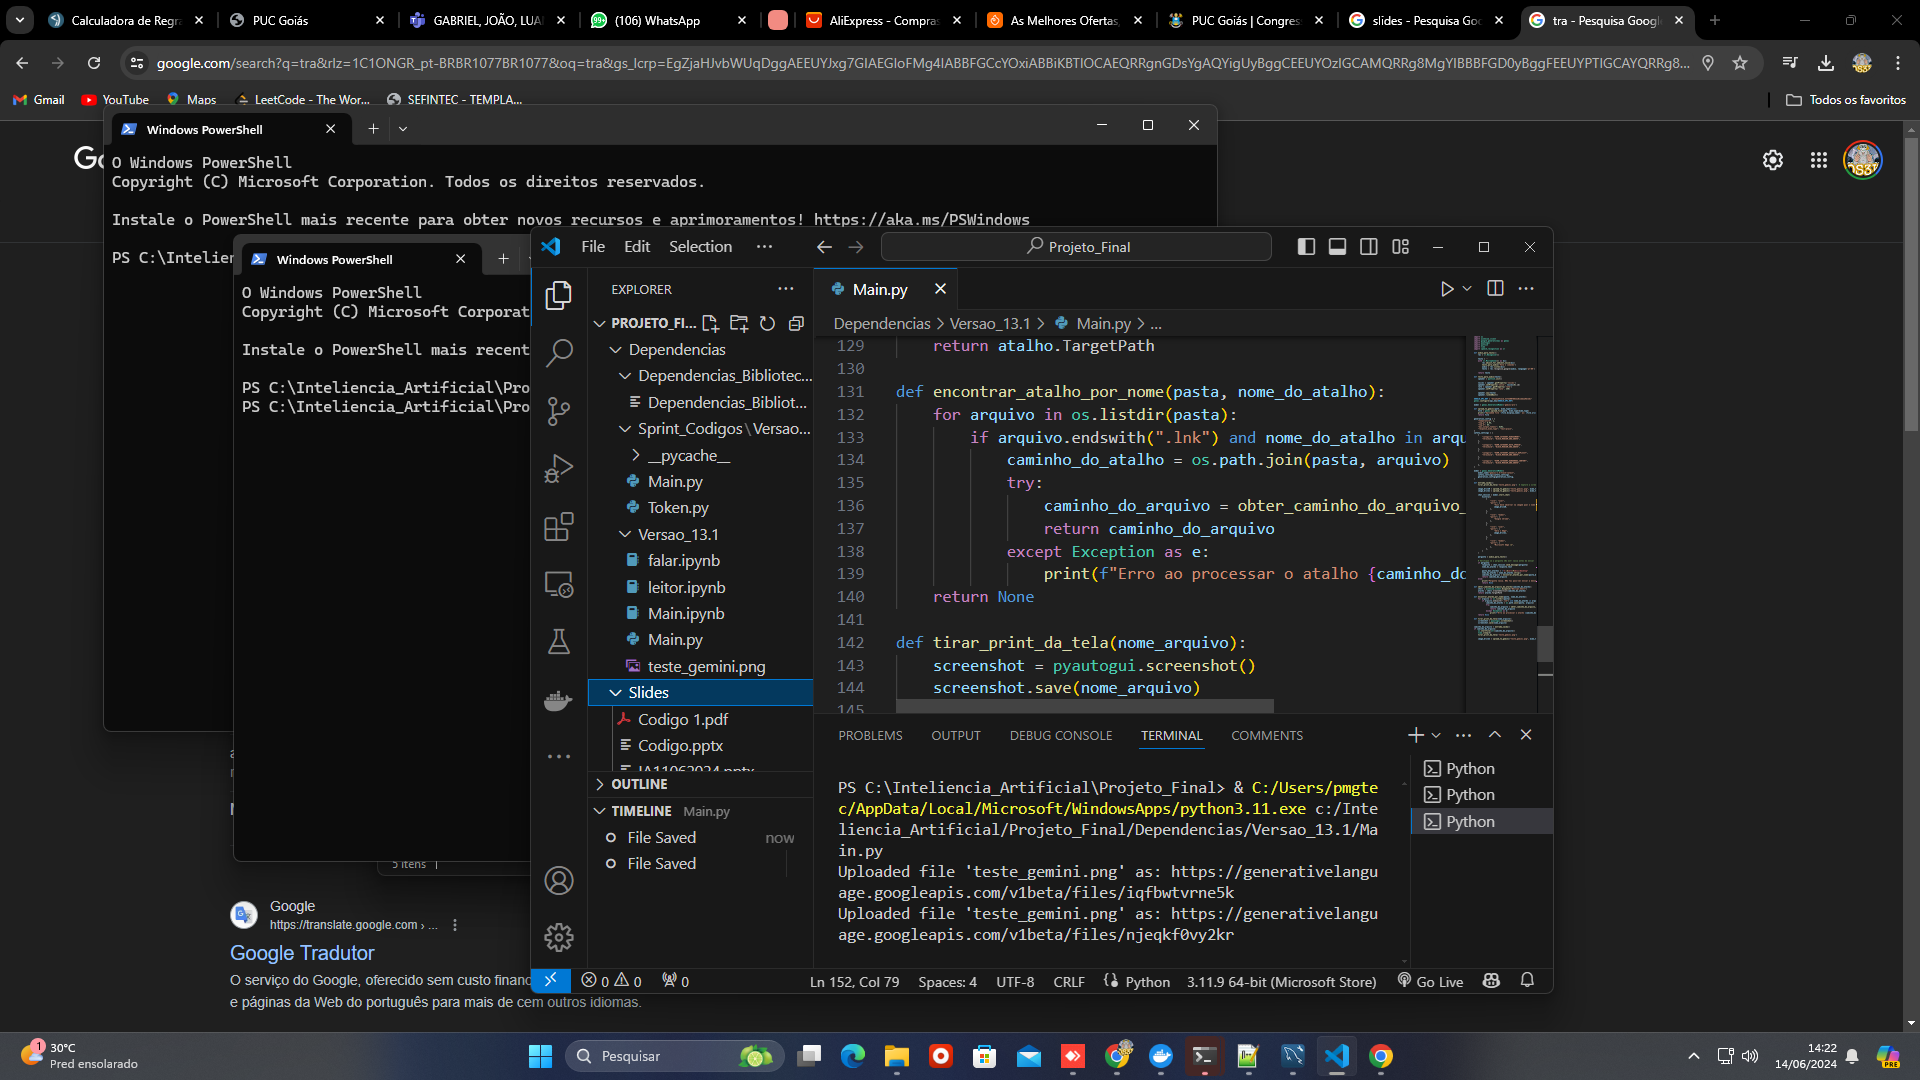 Calculadora de Regra
PUC Goiás
GABRIEL, JOÃO, LUA
(106) WhatsApp
AliExpress - Compras
As Melhores Ofertas,
PUC Goiás | Congres
slides - Pesquisa Goo
tra - Pesquisa Google
google.com/search?q=tra&rlz=1C1ONGR_pt-BRBR1077BR1077&oq=tra&gs_lcrp=
Gmail
YouTube
Maps
LeetCode - The Wor...
SEFINTEC - TEMPLA...
Todos os favoritos
Windows PowerShell
O Windows PowerShell
Copyright (C) Microsoft Corporation. Todos os direitos reservados.
Instale o PowerShell mais recente para obter novos recursos e aprimoramentos! https://aka.ms/PSWindows
PS C:\Intelien
Windows PowerShell
O Windows PowerShell
Copyright (C) Microsoft Corporat
Instale o PowerShell mais recent
PS C:\Inteliencia_Artificial\Pro
PS C:\Inteliencia_Artificial\Pro
File Edit Selection ...
Projeto_Final
EXPLORER
PROJETO_FI...
Dependencias
Dependencias_Bibliotec...
Dependencias_Bibliot...
Sprint_Codigos\Versao...
__pycache__
Main.py
Token.py
Versao_13.1
falar.ipynb
leitor.ipynb
Main.ipynb
Main.py
teste_gemini.png
Slides
Codigo 1.pdf
Codigo.pptx
IA11062024.pptx
OUTLINE
TIMELINE Main.py
File Saved now
File Saved
Main.py
Dependencias > Versao_13.1 > Main.py > ...
129 return atalho.TargetPath
130
131 def encontrar_atalho_por_nome(pasta, nome_do_atalho):
132 for arquivo in os.listdir(pasta):
133 if arquivo.endswith(".lnk") and nome_do_atalho in arqu
134 caminho_do_atalho = os.path.join(pasta, arquivo)
135 try:
136 caminho_do_arquivo = obter_caminho_do_arquivo_
137 return caminho_do_arquivo
138 except Exception as e:
139 print(f"Erro ao processar o atalho {caminho_do
140 return None
141
142 def tirar_print_da_tela(nome_arquivo):
143 screenshot = pyautogui.screenshot()
144 screenshot.save(nome_arquivo)
145
PROBLEMS OUTPUT DEBUG CONSOLE TERMINAL COMMENTS
PS C:\Inteliencia_Artificial\Projeto_Final> & C:/Users/pmgte
c/AppData/Local/Microsoft/WindowsApps/python3.11.exe c:/Inte
liencia_Artificial/Projeto_Final/Dependencias/Versao_13.1/Ma
in.py
Uploaded file 'teste_gemini.png' as: https://generativelangu
age.googleapis.com/v1beta/files/iqfbwtvrne5k
Uploaded file 'teste_gemini.png' as: https://generativelangu
age.googleapis.com/v1beta/files/njeqkf0vy2kr
Python
Python
Python
0 0 0
Ln 152, Col 79 Spaces: 4 UTF-8 CRLF Python 3.11.9 64-bit (Microsoft Store) Go Live
5 itens
Google
https://translate.google.com › ...
Google Tradutor
O serviço do Google, oferecido sem custo financ
e páginas da Web do português para mais de cem outros idiomas.
1
30°C
Pred ensolarado
Pesquisar
14:22
14/06/2024
PRE